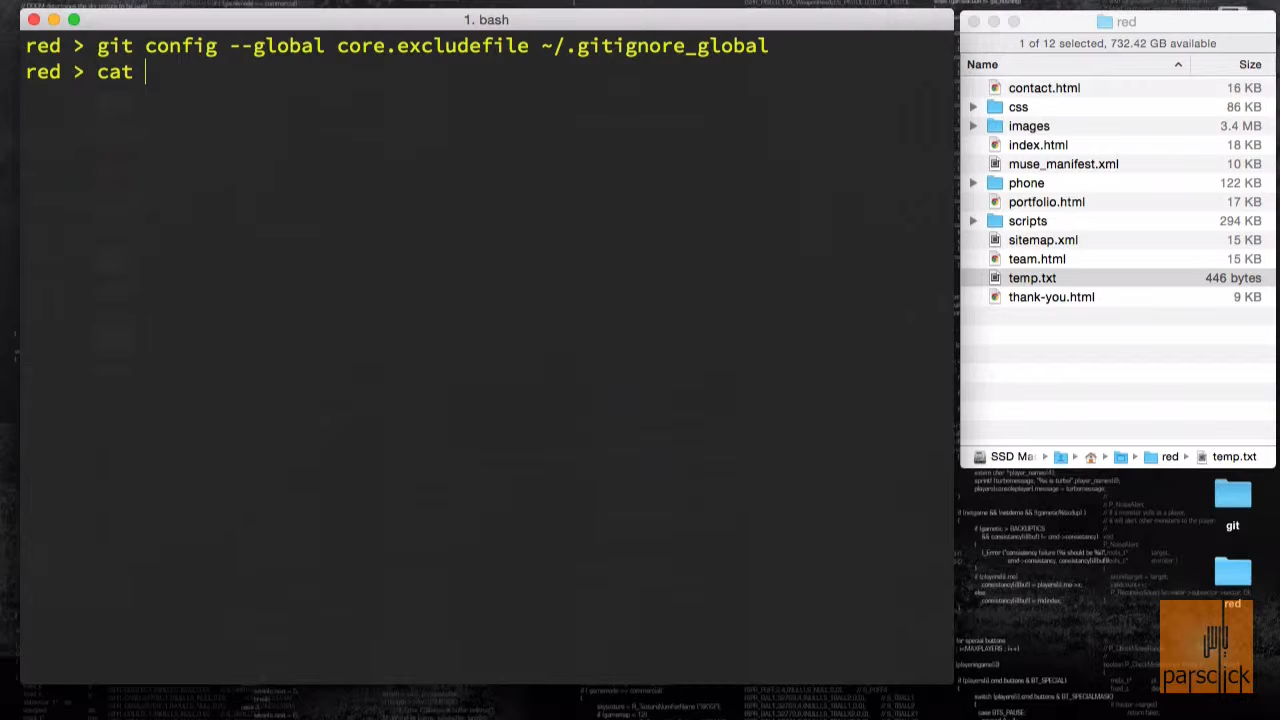 1. bash
red > git config --global core.excludefile ~/.gitignore_global
red > cat
red
1 of 12 selected, 732.42 GB available
Name Size
contact.html 16 KB
css 86 KB
images 3.4 MB
index.html 18 KB
muse_manifest.xml 10 KB
phone 122 KB
portfolio.html 17 KB
scripts 294 KB
sitemap.xml 15 KB
team.html 15 KB
temp.txt 446 bytes
thank-you.html 9 KB
SSD Ma red temp.txt
git
red
پارس
parsclick